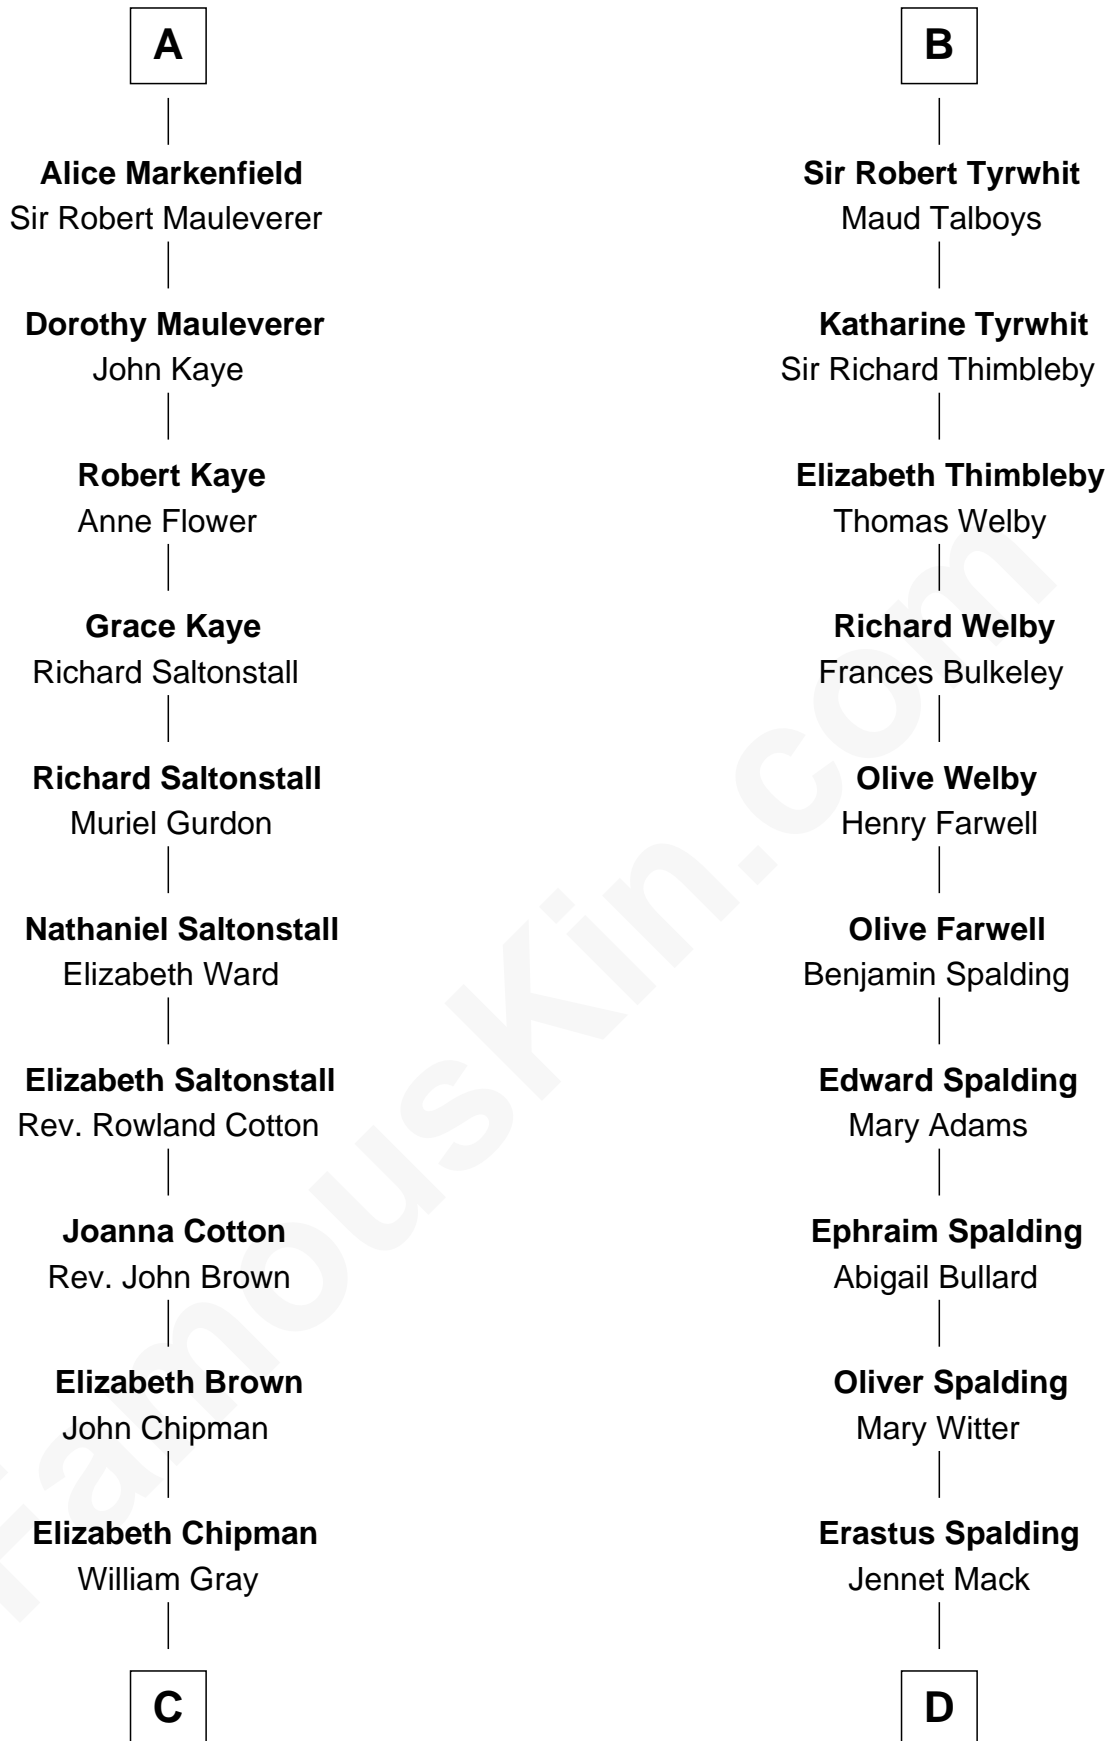 A
Alice Markenfield
Sir Robert Mauleverer
Dorothy Mauleverer
John Kaye
Robert Kaye
Anne Flower
Grace Kaye
Richard Saltonstall
Richard Saltonstall
Muriel Gurdon
Nathaniel Saltonstall
Elizabeth Ward
Elizabeth Saltonstall
Rev. Rowland Cotton
Joanna Cotton
Rev. John Brown
Elizabeth Brown
John Chipman
Elizabeth Chipman
William Gray
C
B
Sir Robert Tyrwhit
Maud Talboys
Katharine Tyrwhit
Sir Richard Thimbleby
Elizabeth Thimbleby
Thomas Welby
Richard Welby
Frances Bulkeley
Olive Welby
Henry Farwell
Olive Farwell
Benjamin Spalding
Edward Spalding
Mary Adams
Ephraim Spalding
Abigail Bullard
Oliver Spalding
Mary Witter
Erastus Spalding
Jennet Mack
D
FamousKin.com